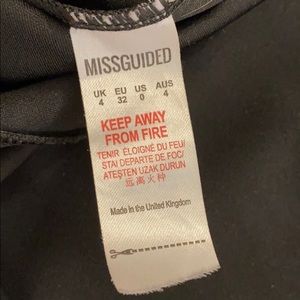 MISSGUIDED
UK EU US AUS
4 32 0 4
KEEP AWAY
FROM FIRE
TENIR ÉLOIGNÉ DU FEU/
STAI DEPARTE DE FOC/
ATEŞTEN UZAK DURUN
远离火种
Made in the United Kingdom